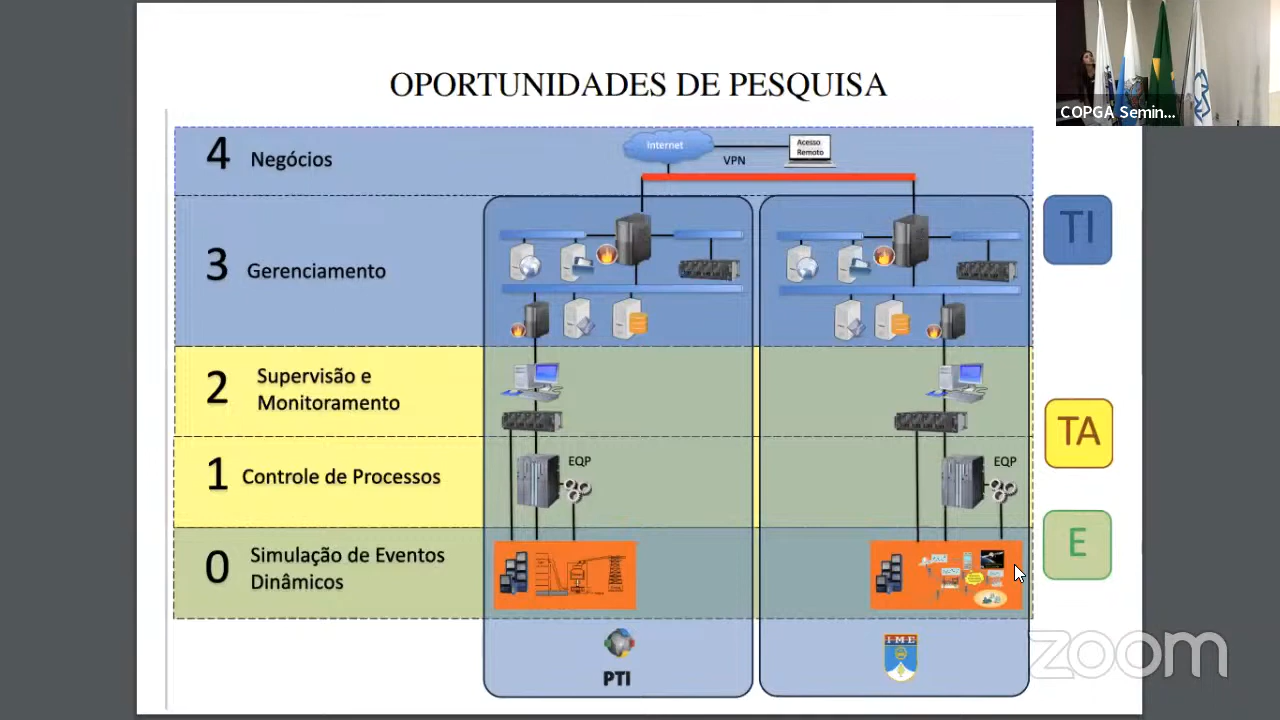 OPORTUNIDADES DE PESQUISA
COPGA Semin...
4 Negócios
Internet
VPN
Acesso
Remoto
3 Gerenciamento
TI
2 Supervisão e
Monitoramento
TA
1 Controle de Processos
EQP
EQP
0 Simulação de Eventos
Dinâmicos
E
PTI
I·M·E
zoom